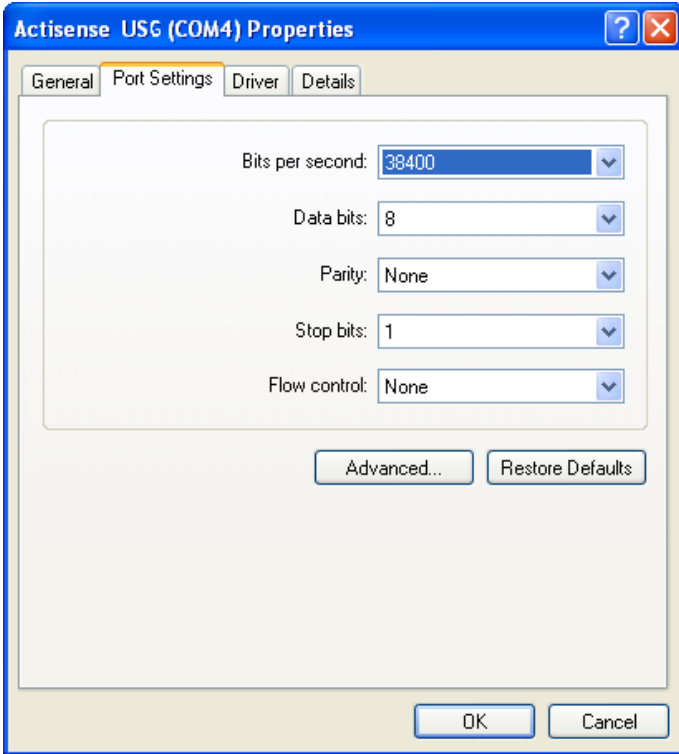 Actisense USG (COM4) Properties
General Port Settings Driver Details
Bits per second: 38400
Data bits: 8
Parity: None
Stop bits: 1
Flow control: None
Advanced... Restore Defaults
OK Cancel